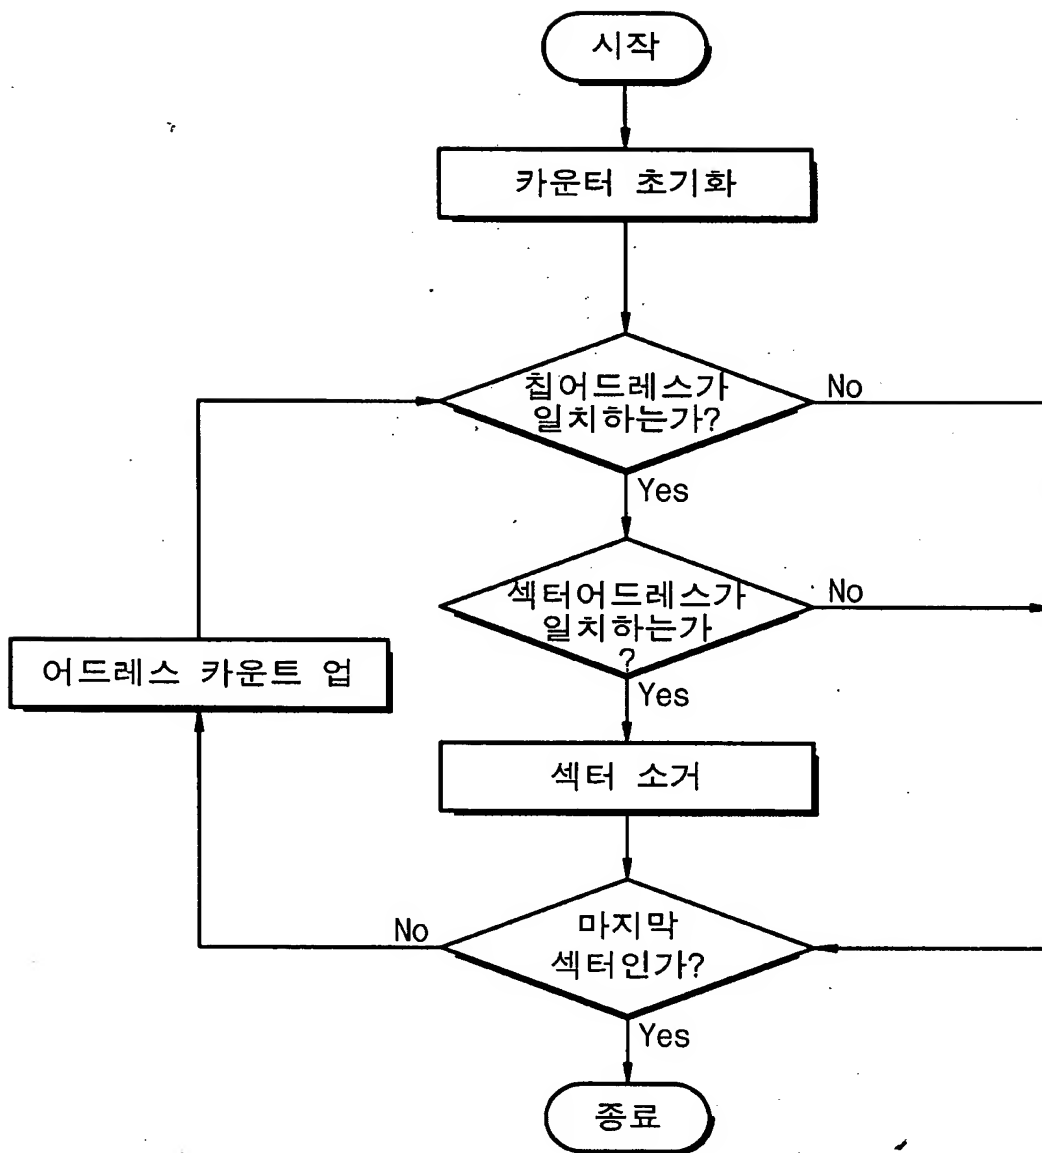 시작
카운터 초기화
칩어드레스가
일치하는가?
No
Yes
섹터어드레스가
일치하는가
?
No
Yes
어드레스 카운트 업
섹터 소거
마지막
섹터인가?
No
Yes
종료